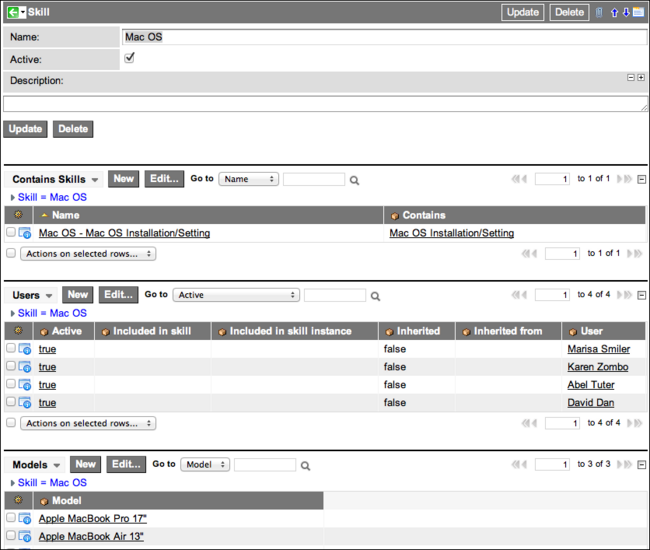 Skill Update Delete
Name: Mac OS
Active:
Description:
Update Delete
Contains Skills New Edit... Go to Name 1 to 1 of 1
Skill = Mac OS
Name Contains
Mac OS - Mac OS Installation/Setting Mac OS Installation/Setting
Actions on selected rows... 1 to 1 of 1
Users New Edit... Go to Active 1 to 4 of 4
Skill = Mac OS
Active Included in skill Included in skill instance Inherited Inherited from User
true false Marisa Smiler
true false Karen Zombo
true false Abel Tuter
true false David Dan
Actions on selected rows... 1 to 4 of 4
Models New Edit... Go to Model 1 to 3 of 3
Skill = Mac OS
Model
Apple MacBook Pro 17"
Apple MacBook Air 13"